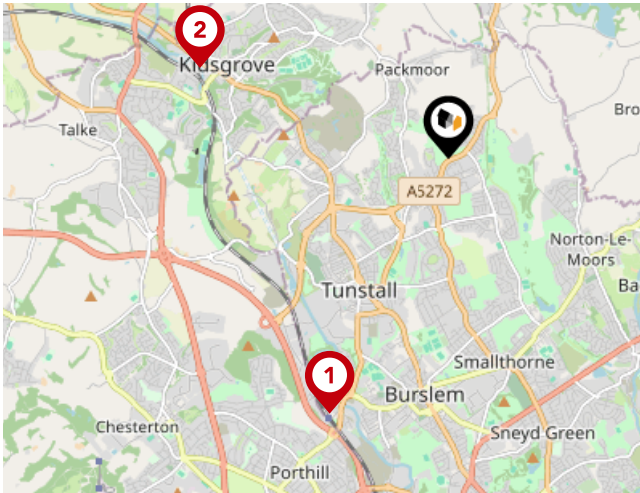 2
Kidsgrove
Packmoor
Bro
Talke
A5272
Norton-Le-
Moors
Tunstall
Ba
1
Smallthorne
Burslem
Chesterton
Sneyd Green
Porthill